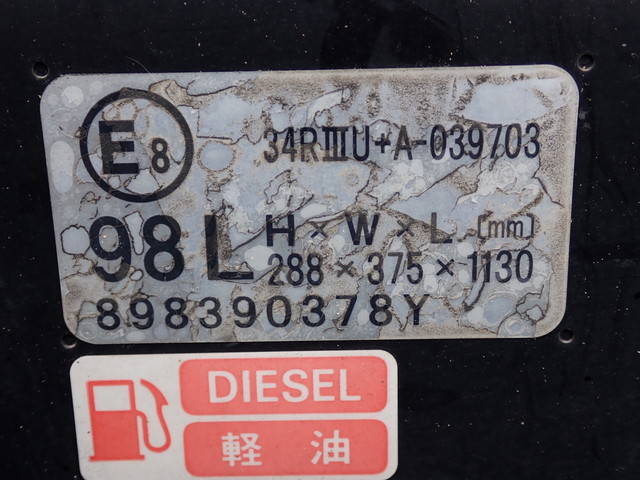 E8 34RⅢU+A-039703
98L H×W×L [mm]
288×375×1130
898390378Y
DIESEL
軽油